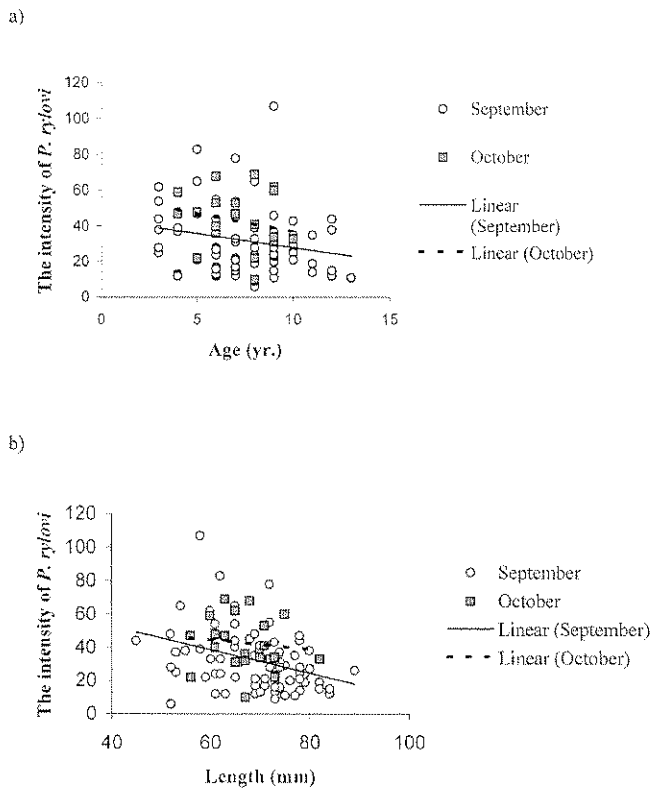 a)
The intensity of P. rylovi
120
100
80
60
40
20
0
0 5 10 15
Age (yr.)
September
October
Linear
(September)
Linear (October)
b)
The intensity of P. rylovi
120
100
80
60
40
20
0
40 60 80 100
Length (mm)
September
October
Linear (September)
Linear (October)